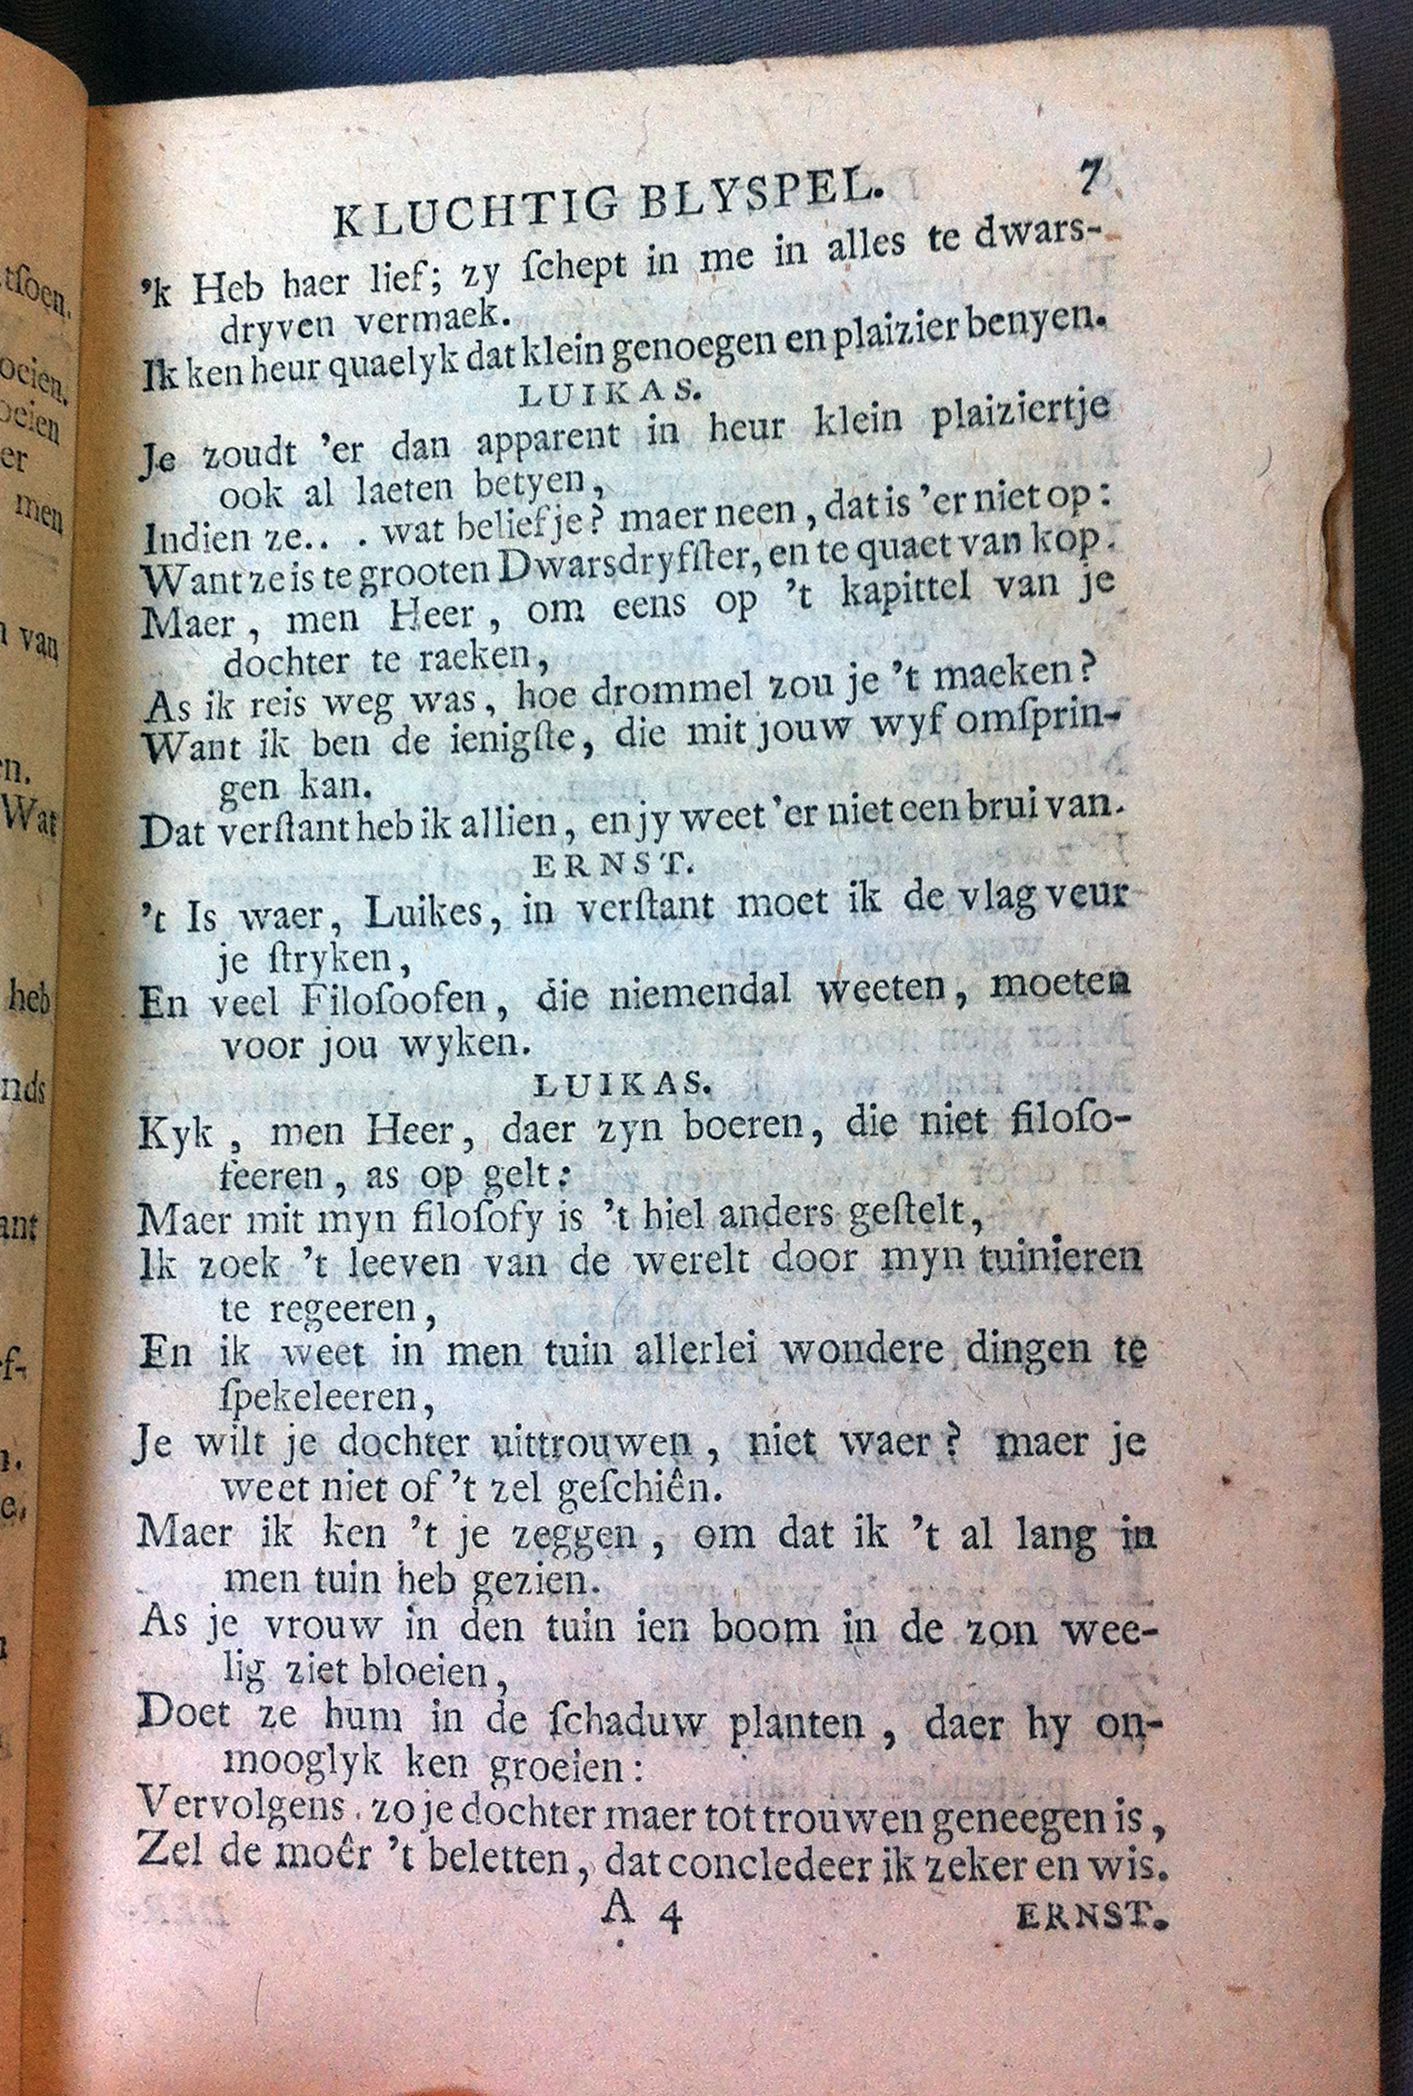 KLUCHTIG BLYSPEL. 7
'k Heb haer lief; zy ſchept in me in alles te dwars-
dryven vermaek.
Ik ken heur quaelyk dat klein genoegen en plaizier benyen.
LUIKAS.
Je zoudt 'er dan apparent in heur klein plaiziertje
ook al laeten betyen,
Indien ze... wat belief je? maer neen, dat is 'er niet op:
Want ze is te grooten Dwarsdryfſter, en te quaet van kop.
Maer, men Heer, om eens op 't kapittel van je
dochter te raeken,
As ik reis weg was, hoe drommel zou je 't maeken?
Want ik ben de ienigſte, die mit jouw wyf omſprin-
gen kan.
Dat verſtant heb ik allien, en jy weet 'er niet een brui van.
ERNST.
't Is waer, Luikes, in verſtant moet ik de vlag veur
je ſtryken,
En veel Filoſoofen, die niemendal weeten, moeten
voor jou wyken.
LUIKAS.
Kyk, men Heer, daer zyn boeren, die niet filoſo-
feeren, as op gelt:
Maer mit myn filoſofy is 't hiel anders geſtelt,
Ik zoek 't leeven van de werelt door myn tuinieren
te regeeren,
En ik weet in men tuin allerlei wondere dingen te
ſpekeleeren,
Je wilt je dochter uittrouwen, niet waer? maer je
weet niet of 't zel geſchiên.
Maer ik ken 't je zeggen, om dat ik 't al lang in
men tuin heb gezien.
As je vrouw in den tuin ien boom in de zon wee-
lig ziet bloeien,
Doet ze hum in de ſchaduw planten, daer hy on-
mooglyk ken groeien:
Vervolgens, zo je dochter maer tot trouwen geneegen is,
Zel de moêr 't beletten, dat concledeer ik zeker en wis.
A 4 ERNST.